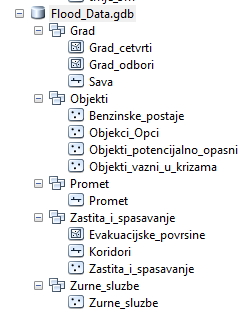 Flood_Data.gdb
Grad
Grad_cetvrti
Grad_odbori
Sava
Objekti
Benzinske_postaje
Objekci_Opci
Objekti_potencijalno_opasni
Objekti_vazni_u_krizama
Promet
Promet
Zastita_i_spasavanje
Evakuacijske_povrsine
Koridori
Zastita_i_spasavanje
Zurne_sluzbe
Zurne_sluzbe